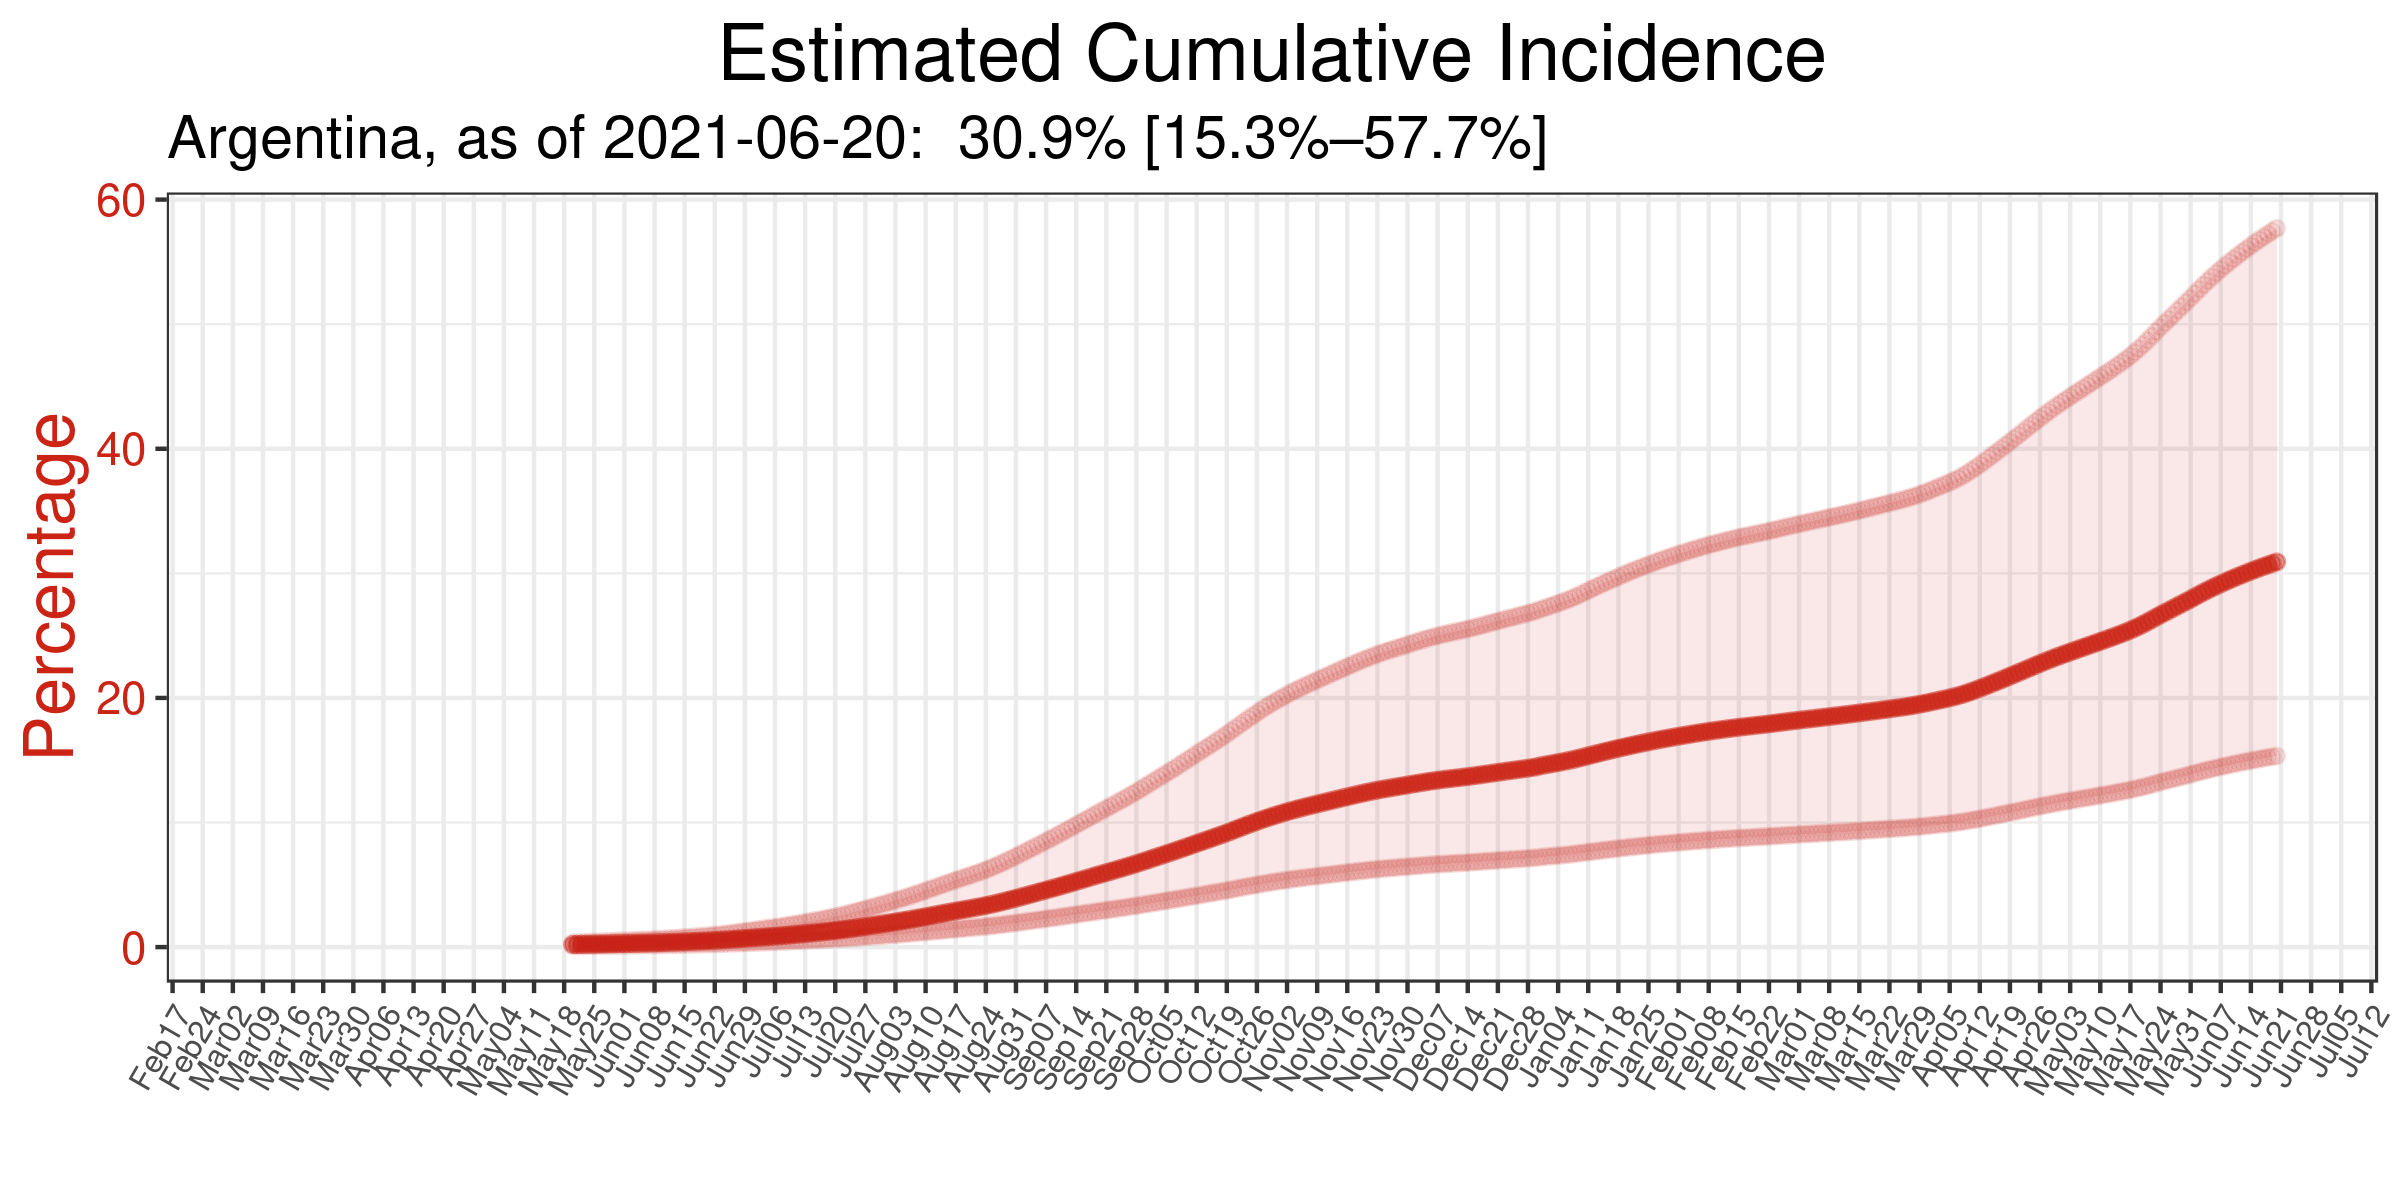 Estimated Cumulative Incidence
Argentina, as of 2021-06-20:  30.9% [15.3%–57.7%]
Percentage
60
40
20
0
Feb17
Feb24
Mar02
Mar09
Mar16
Mar23
Mar30
Apr06
Apr13
Apr20
Apr27
May04
May11
May18
May25
Jun01
Jun08
Jun15
Jun22
Jun29
Jul06
Jul13
Jul20
Jul27
Aug03
Aug10
Aug17
Aug24
Aug31
Sep07
Sep14
Sep21
Sep28
Oct05
Oct12
Oct19
Oct26
Nov02
Nov09
Nov16
Nov23
Nov30
Dec07
Dec14
Dec21
Dec28
Jan04
Jan11
Jan18
Jan25
Feb01
Feb08
Feb15
Feb22
Mar01
Mar08
Mar15
Mar22
Mar29
Apr05
Apr12
Apr19
Apr26
May03
May10
May17
May24
May31
Jun07
Jun14
Jun21
Jun28
Jul05
Jul12